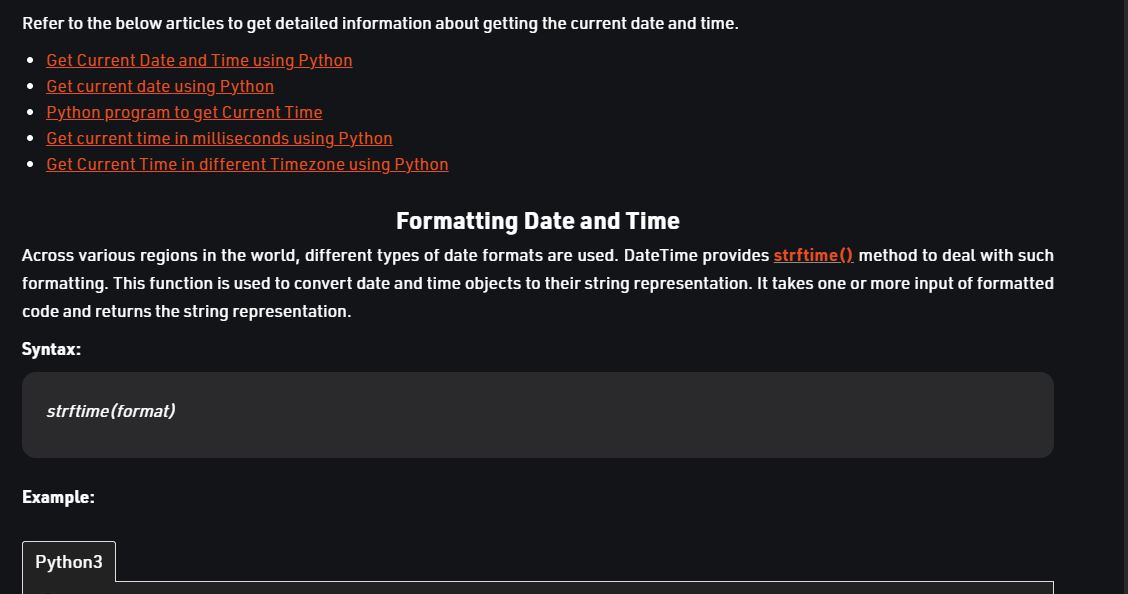 Refer to the below articles to get detailed information about getting the current date and time.
Get Current Date and Time using Python
Get current date using Python
Python program to get Current Time
Get current time in milliseconds using Python
Get Current Time in different Timezone using Python
Formatting Date and Time
Across various regions in the world, different types of date formats are used. DateTime provides strftime() method to deal with such
formatting. This function is used to convert date and time objects to their string representation. It takes one or more input of formatted
code and returns the string representation.
Syntax:
strftime(format)
Example:
Python3